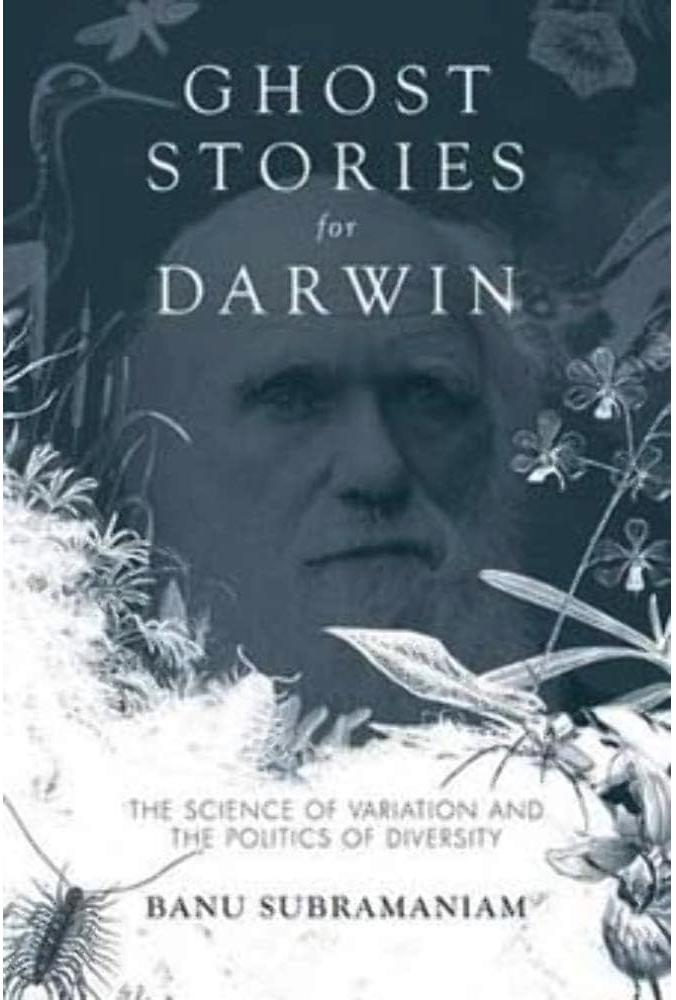 GHOST
STORIES
for
DARWIN
THE SCIENCE OF VARIATION AND
THE POLITICS OF DIVERSITY
BANU SUBRAMANIAM